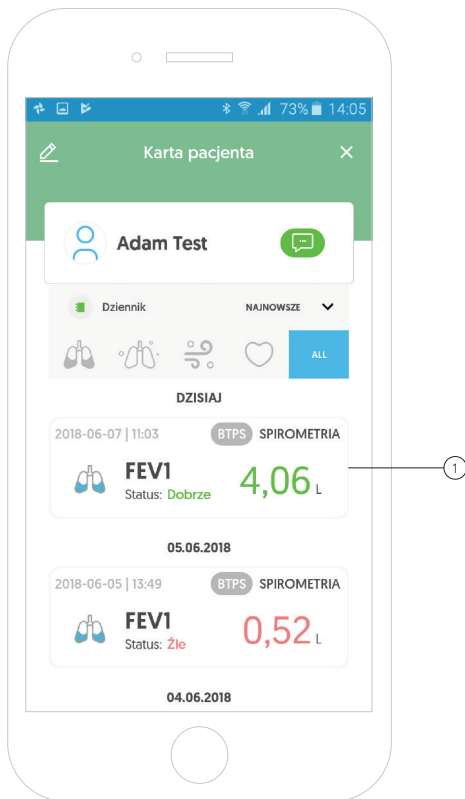 73% 14:05
Karta pacjenta
Adam Test
Dziennik NAJNOWSZE
ALL
DZISIAJ
2018-06-07 | 11:03 BTPS SPIROMETRIA
FEV1 4,06 L
Status: Dobrze
1
05.06.2018
2018-06-05 | 13:49 BTPS SPIROMETRIA
FEV1 0,52 L
Status: Źle
04.06.2018